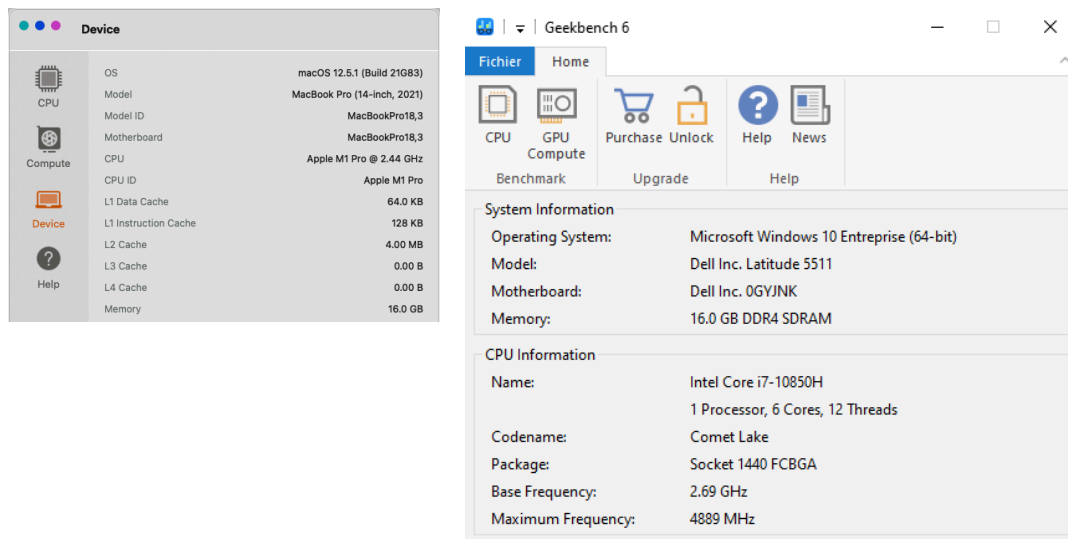 Device
CPU
Compute
Device
Help
OS macOS 12.5.1 (Build 21G83)
Model MacBook Pro (14-inch, 2021)
Model ID MacBookPro18,3
Motherboard MacBookPro18,3
CPU Apple M1 Pro @ 2.44 GHz
CPU ID Apple M1 Pro
L1 Data Cache 64.0 KB
L1 Instruction Cache 128 KB
L2 Cache 4.00 MB
L3 Cache 0.00 B
L4 Cache 0.00 B
Memory 16.0 GB
Geekbench 6
Fichier Home
CPU GPU Compute Purchase Unlock Help News
Benchmark Upgrade Help
System Information
Operating System: Microsoft Windows 10 Entreprise (64-bit)
Model: Dell Inc. Latitude 5511
Motherboard: Dell Inc. 0GYJNK
Memory: 16.0 GB DDR4 SDRAM
CPU Information
Name: Intel Core i7-10850H
1 Processor, 6 Cores, 12 Threads
Codename: Comet Lake
Package: Socket 1440 FCBGA
Base Frequency: 2.69 GHz
Maximum Frequency: 4889 MHz